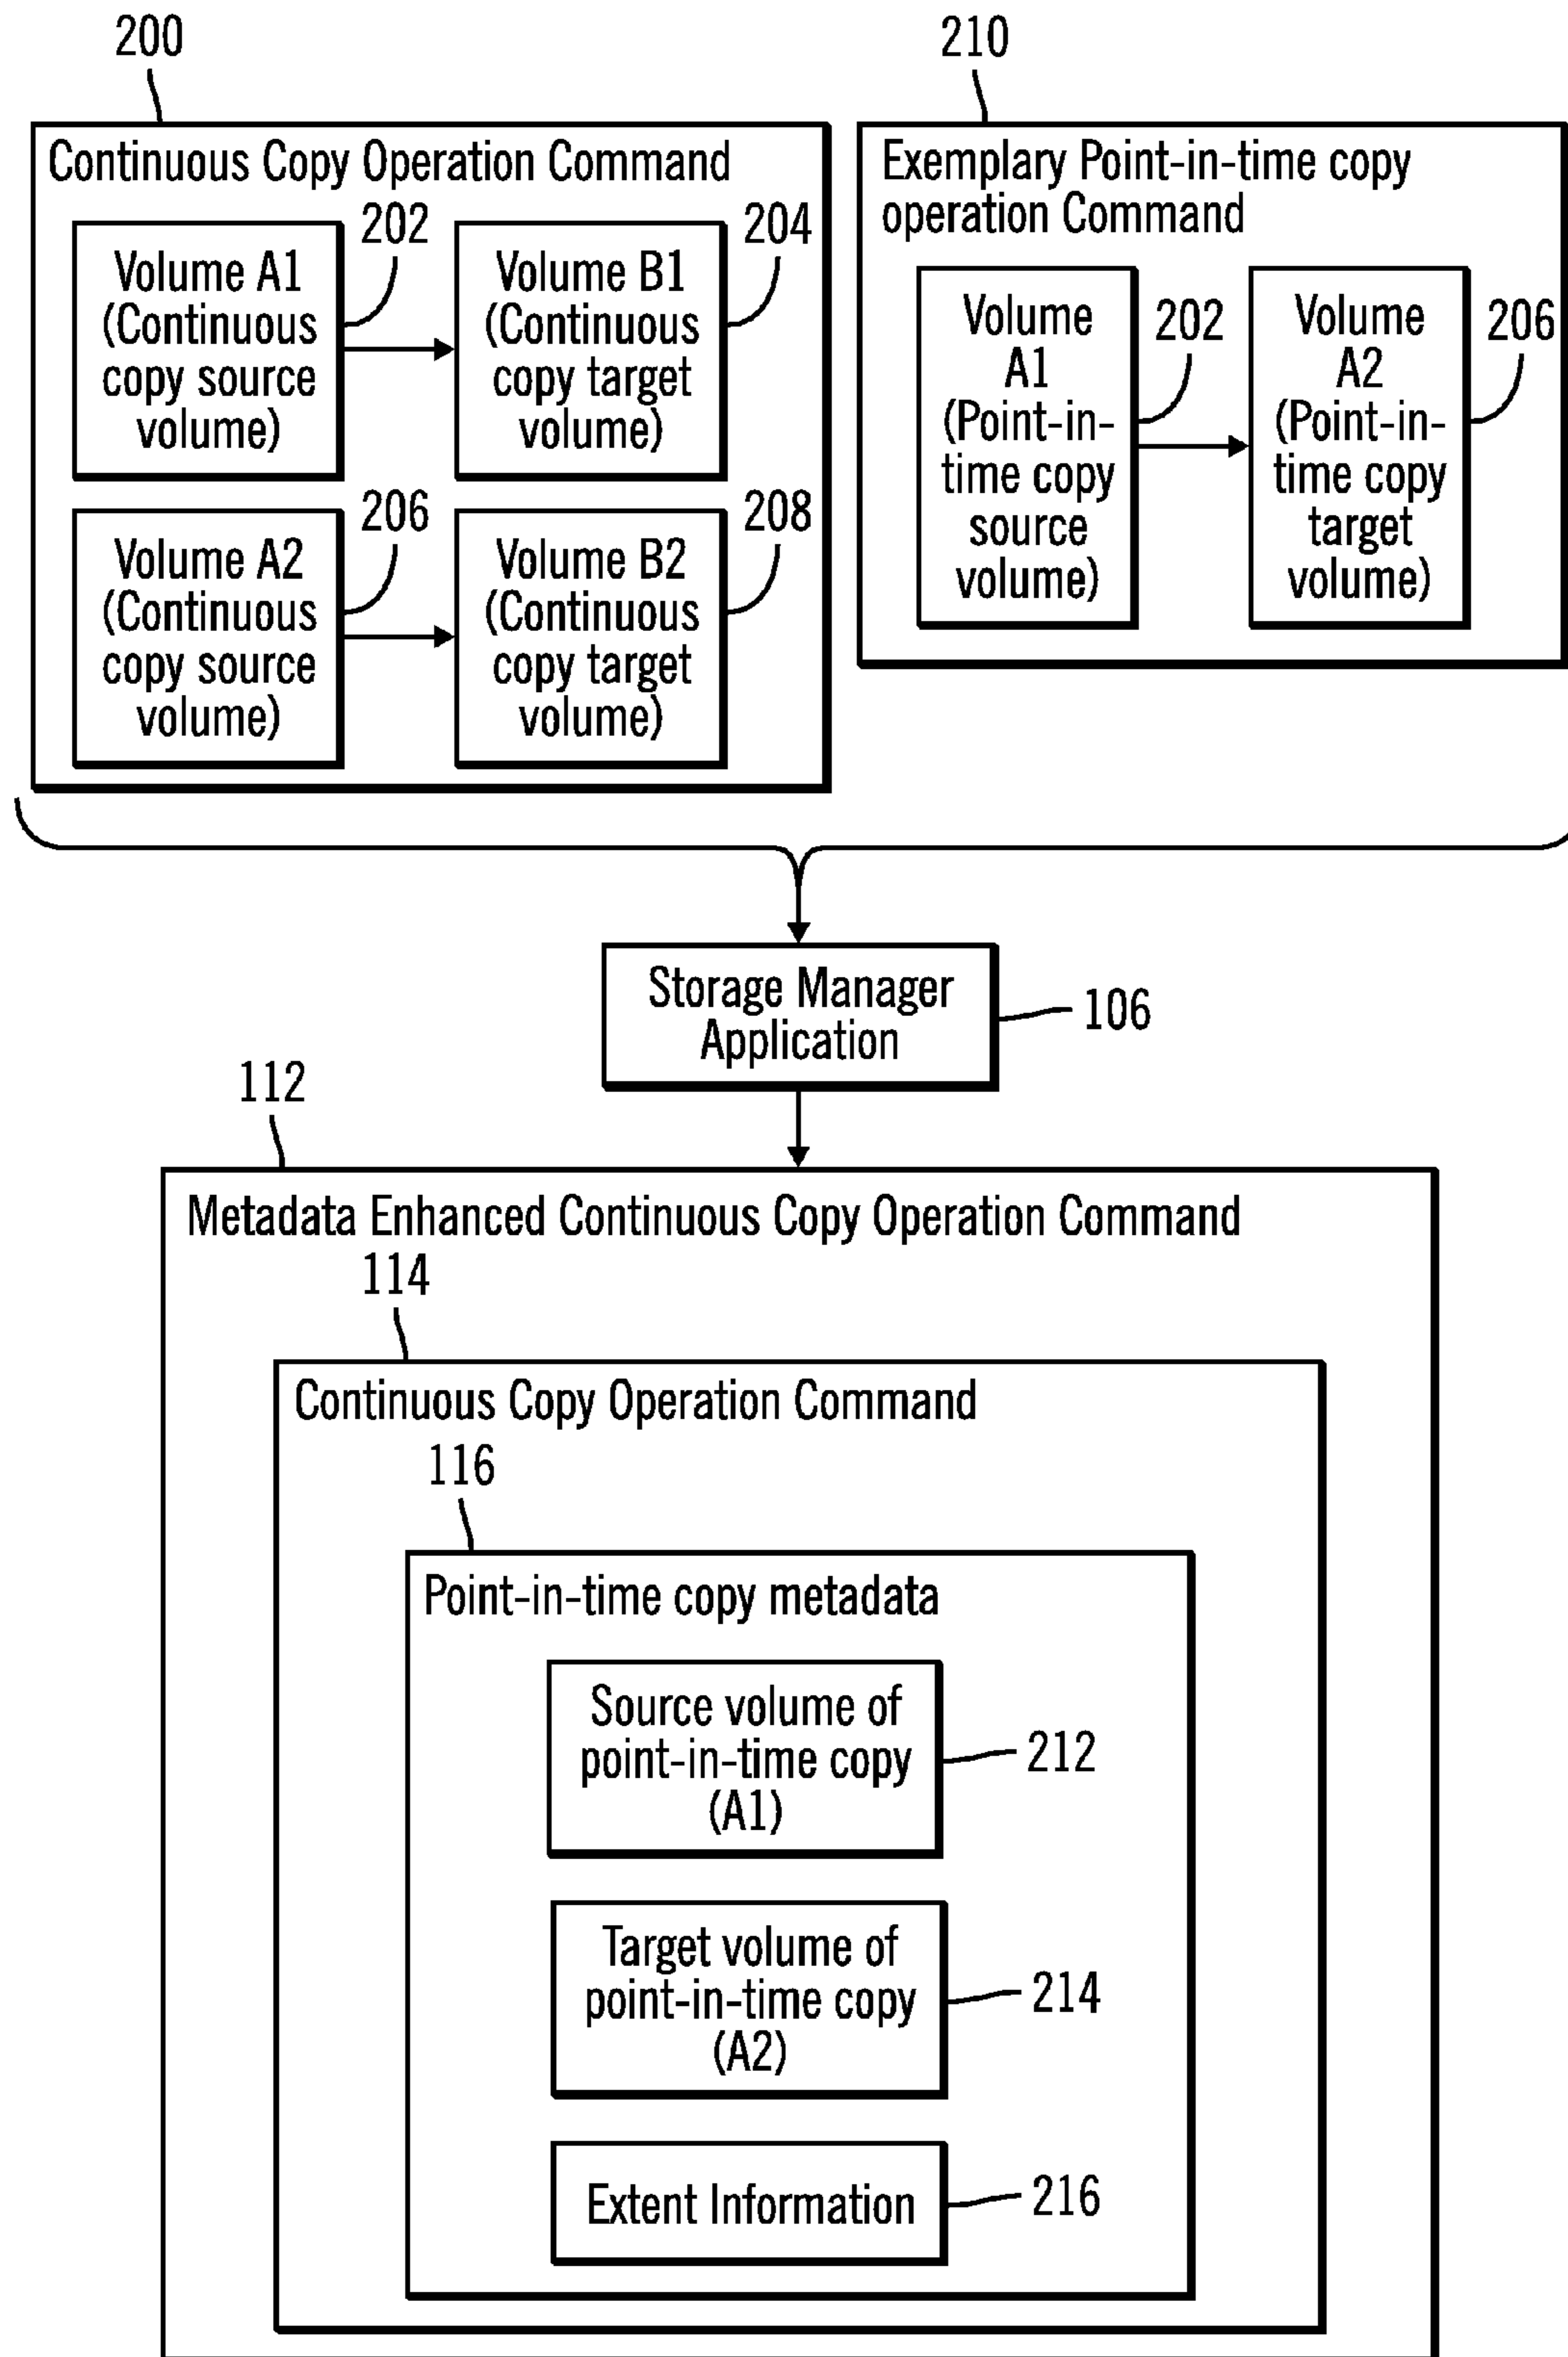 200
Continuous Copy Operation Command
202
Volume A1
(Continuous
copy source
volume)
204
Volume B1
(Continuous
copy target
volume)
206
Volume A2
(Continuous
copy source
volume)
208
Volume B2
(Continuous
copy target
volume)
210
Exemplary Point-in-time copy
operation Command
202
Volume
A1
(Point-in-
time copy
source
volume)
206
Volume
A2
(Point-in-
time copy
target
volume)
Storage Manager
Application
106
112
Metadata Enhanced Continuous Copy Operation Command
114
Continuous Copy Operation Command
116
Point-in-time copy metadata
Source volume of
point-in-time copy
(A1)
212
Target volume of
point-in-time copy
(A2)
214
Extent Information
216